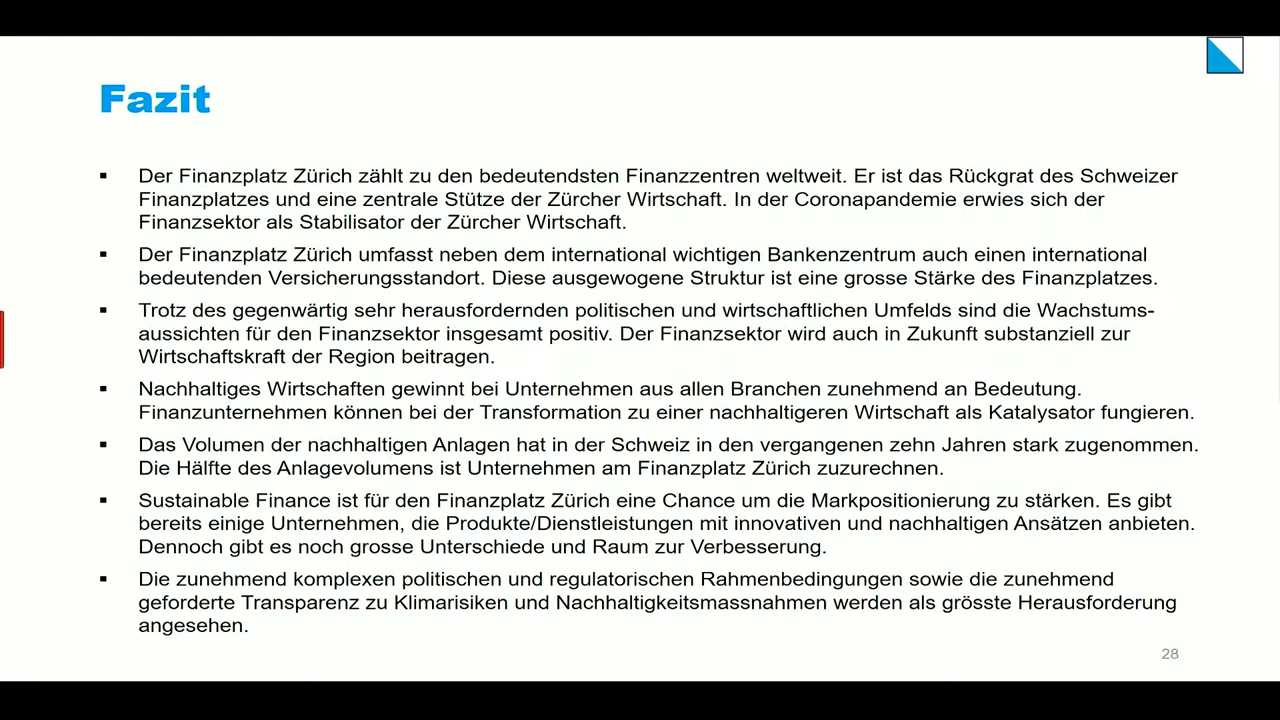 Fazit
▪ Der Finanzplatz Zürich zählt zu den bedeutendsten Finanzzentren weltweit. Er ist das Rückgrat des Schweizer
Finanzplatzes und eine zentrale Stütze der Zürcher Wirtschaft. In der Coronapandemie erwies sich der
Finanzsektor als Stabilisator der Zürcher Wirtschaft.
▪ Der Finanzplatz Zürich umfasst neben dem international wichtigen Bankenzentrum auch einen international
bedeutenden Versicherungsstandort. Diese ausgewogene Struktur ist eine grosse Stärke des Finanzplatzes.
▪ Trotz des gegenwärtig sehr herausfordernden politischen und wirtschaftlichen Umfelds sind die Wachstums-
aussichten für den Finanzsektor insgesamt positiv. Der Finanzsektor wird auch in Zukunft substanziell zur
Wirtschaftskraft der Region beitragen.
▪ Nachhaltiges Wirtschaften gewinnt bei Unternehmen aus allen Branchen zunehmend an Bedeutung.
Finanzunternehmen können bei der Transformation zu einer nachhaltigeren Wirtschaft als Katalysator fungieren.
▪ Das Volumen der nachhaltigen Anlagen hat in der Schweiz in den vergangenen zehn Jahren stark zugenommen.
Die Hälfte des Anlagevolumens ist Unternehmen am Finanzplatz Zürich zuzurechnen.
▪ Sustainable Finance ist für den Finanzplatz Zürich eine Chance um die Markpositionierung zu stärken. Es gibt
bereits einige Unternehmen, die Produkte/Dienstleistungen mit innovativen und nachhaltigen Ansätzen anbieten.
Dennoch gibt es noch grosse Unterschiede und Raum zur Verbesserung.
▪ Die zunehmend komplexen politischen und regulatorischen Rahmenbedingungen sowie die zunehmend
geforderte Transparenz zu Klimarisiken und Nachhaltigkeitsmassnahmen werden als grösste Herausforderung
angesehen.
28